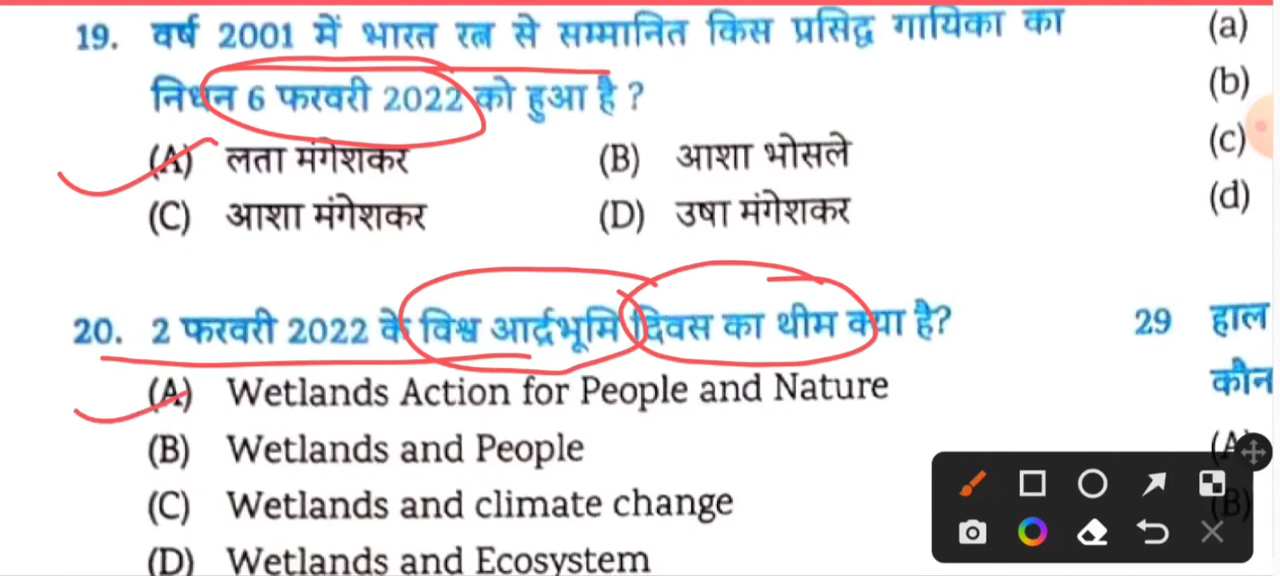 19. वर्ष 2001 में भारत रत्न से सम्मानित किस प्रसिद्ध गायिका का
निधन 6 फरवरी 2022 को हुआ है ?
(A) लता मंगेशकर
(B) आशा भोसले
(C) आशा मंगेशकर
(D) उषा मंगेशकर
20. 2 फरवरी 2022 के विश्व आर्द्रभूमि दिवस का थीम क्या है?
(A) Wetlands Action for People and Nature
(B) Wetlands and People
(C) Wetlands and climate change
(D) Wetlands and Ecosystem
(a)
(b)
(c)
(d)
29 हाल
कौन
(A)
(B)